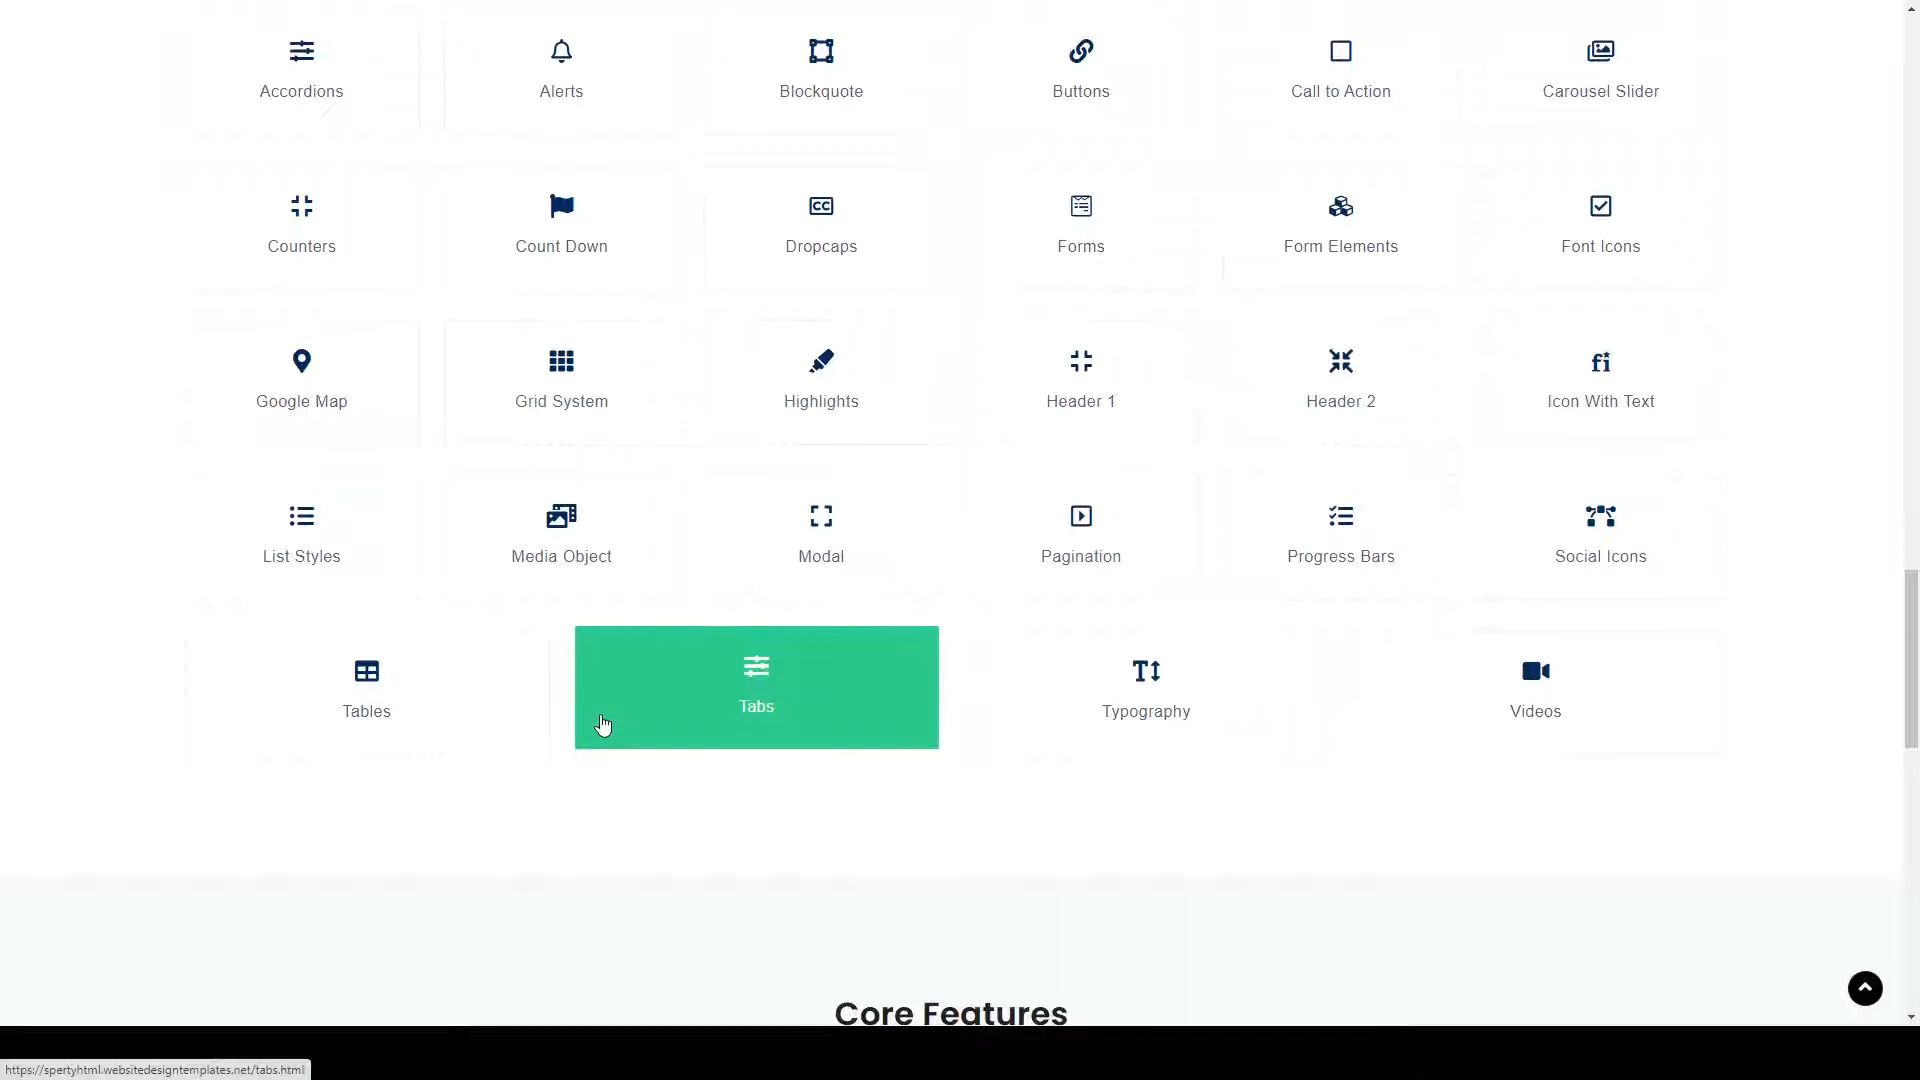 Accordions
Alerts
Blockquote
Buttons
Call to Action
Carousel Slider
Counters
Count Down
Dropcaps
Forms
Form Elements
Font Icons
Google Map
Grid System
Highlights
Header 1
Header 2
Icon With Text
List Styles
Media Object
Modal
Pagination
Progress Bars
Social Icons
Tables
Tabs
Typography
Videos
Core Features
https://spertyhtml.websitedesigntemplates.net/tabs.html